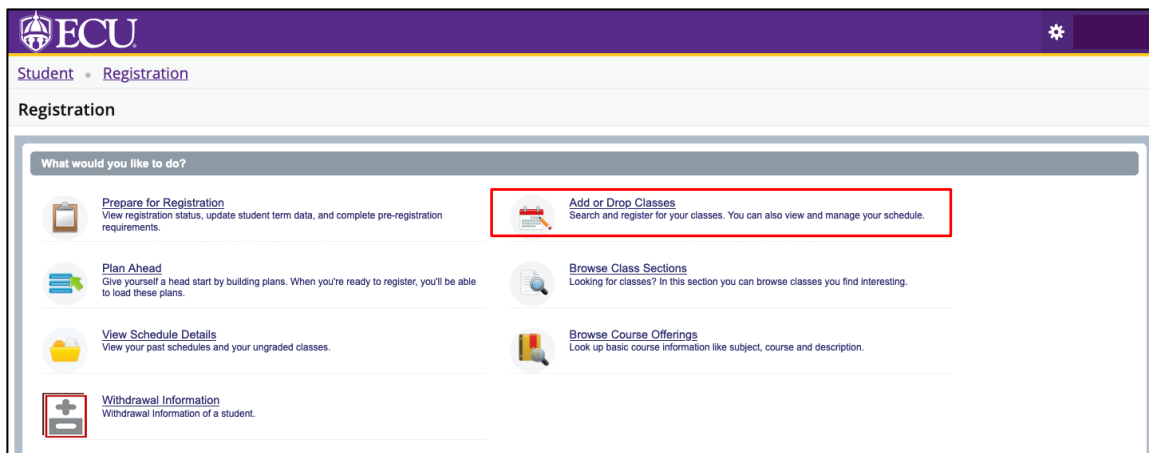 ECU
Student • Registration
Registration
What would you like to do?
Prepare for Registration
View registration status, update student term data, and complete pre-registration
requirements.
Add or Drop Classes
Search and register for your classes. You can also view and manage your schedule.
Plan Ahead
Give yourself a head start by building plans. When you're ready to register, you'll be able
to load these plans.
Browse Class Sections
Looking for classes? In this section you can browse classes you find interesting.
View Schedule Details
View your past schedules and your ungraded classes.
Browse Course Offerings
Look up basic course information like subject, course and description.
Withdrawal Information
Withdrawal Information of a student.